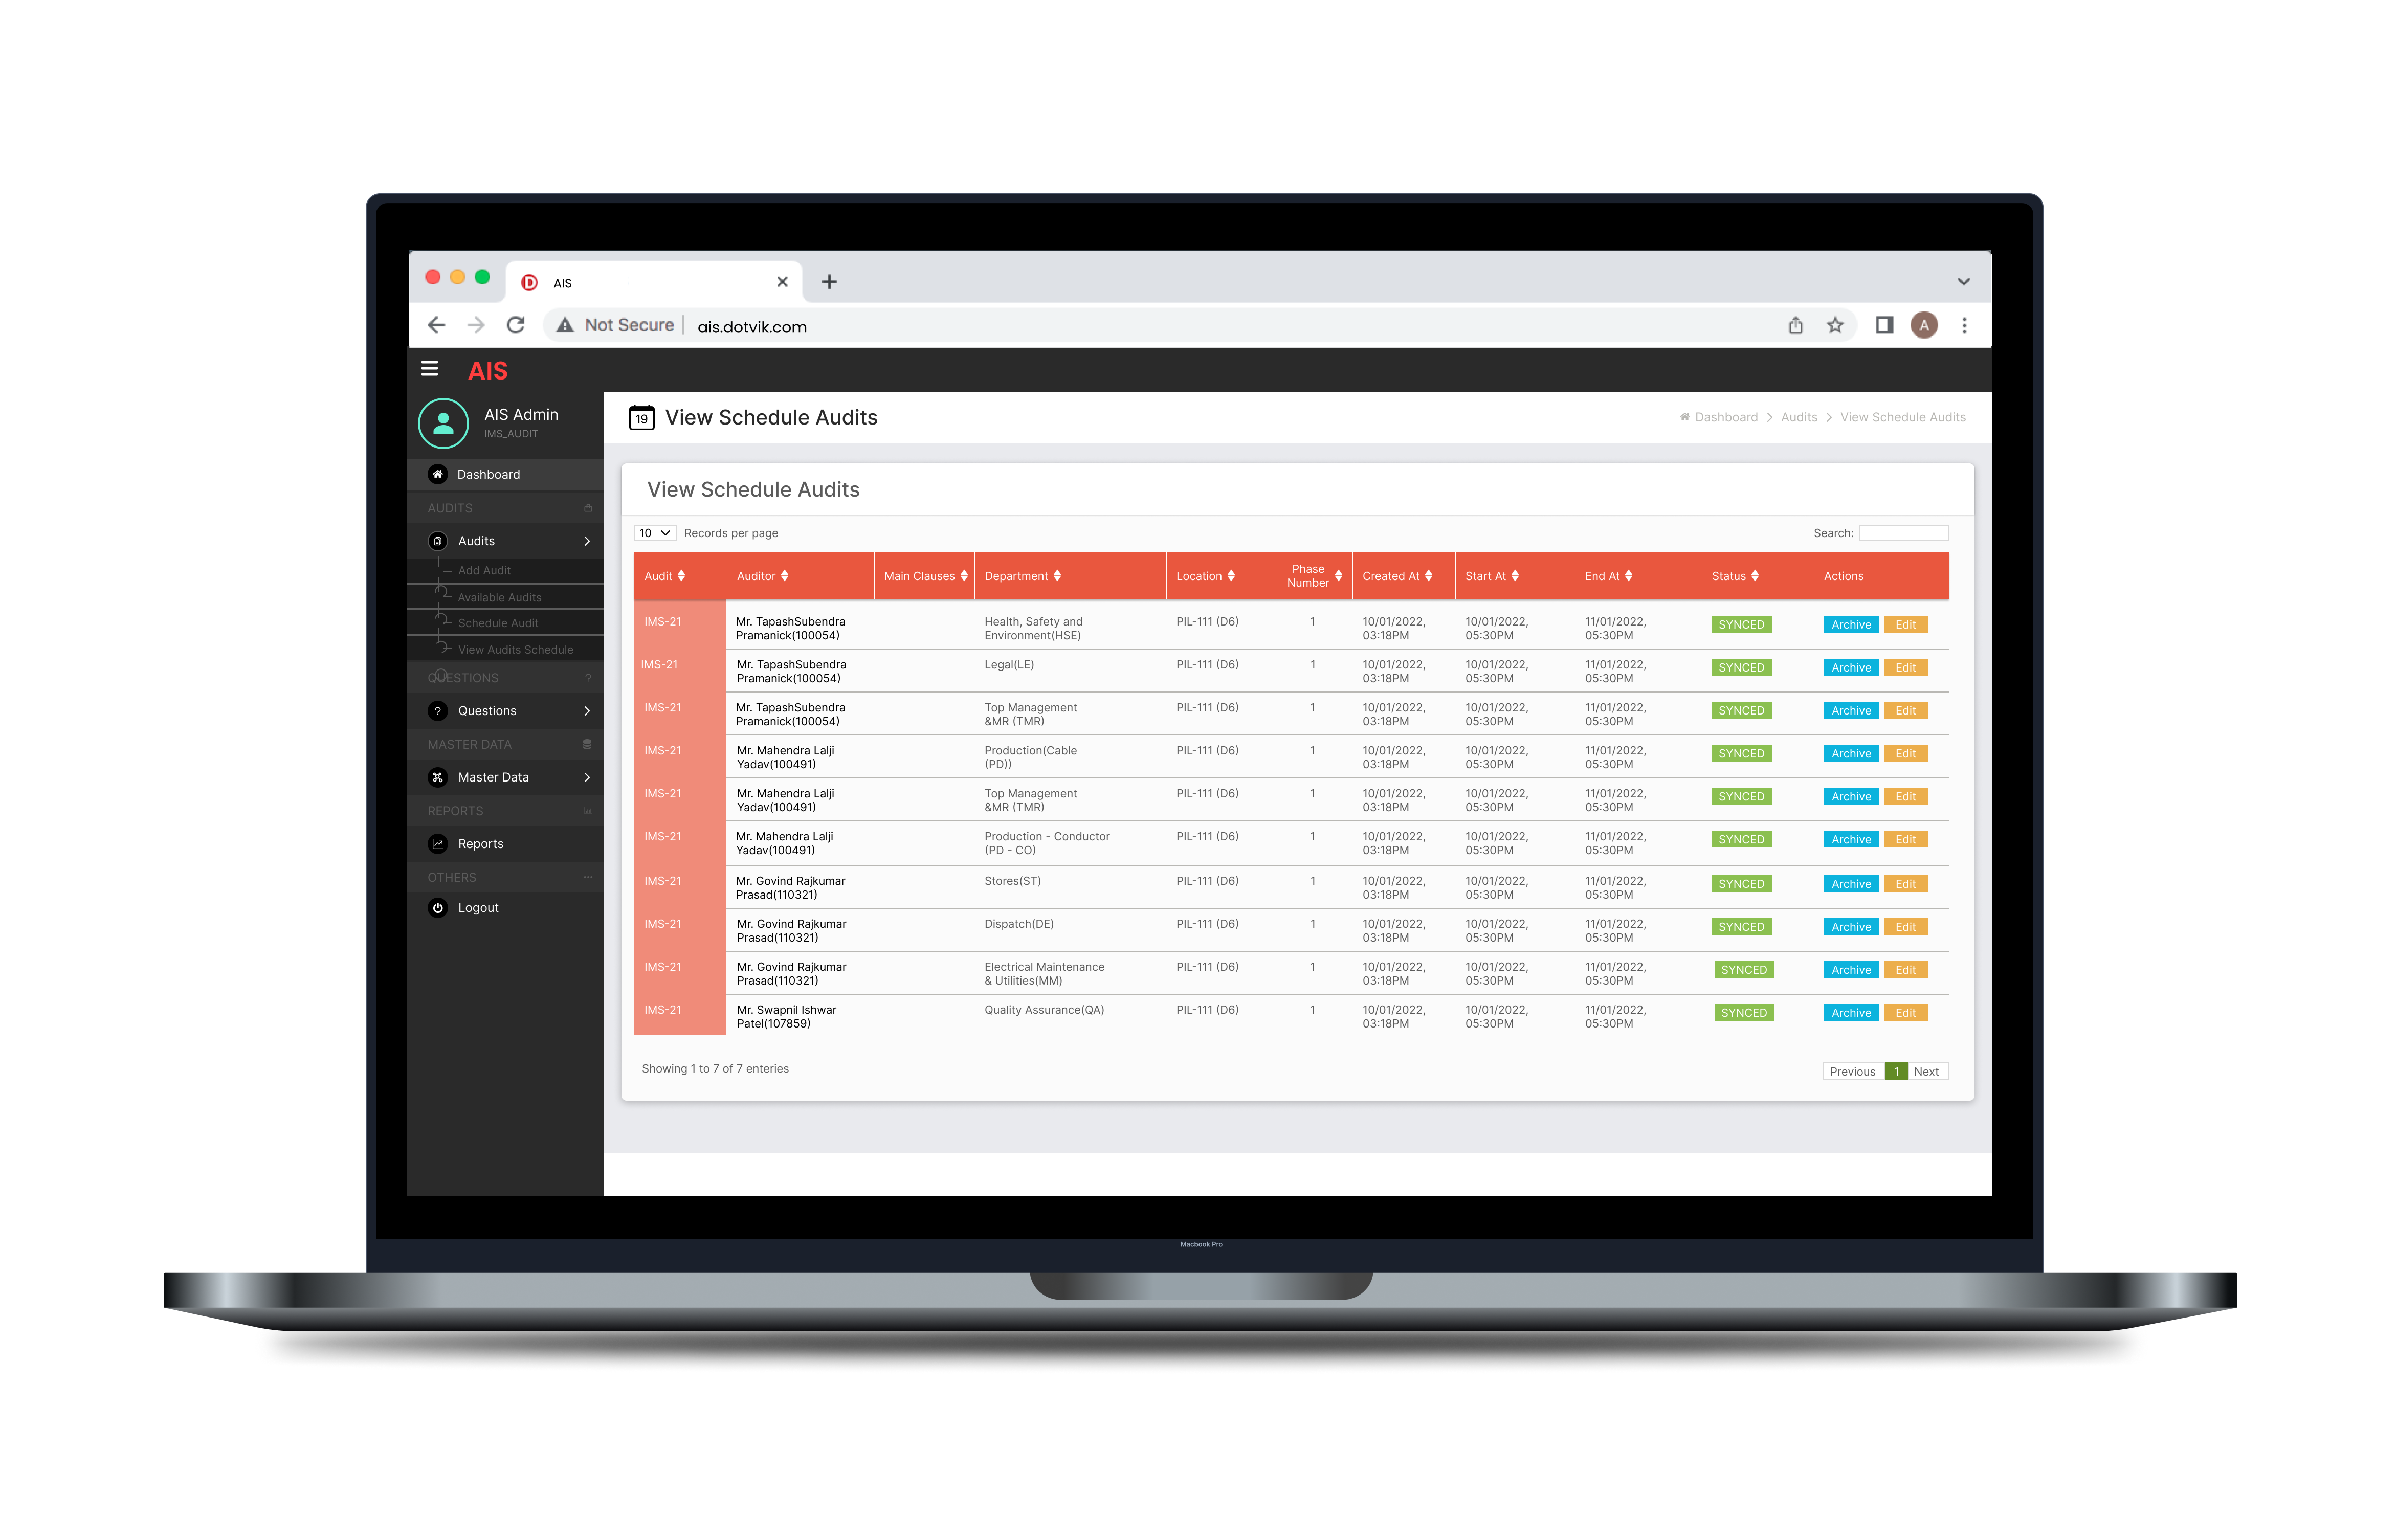 AIS
Not Secure
ais.dotvik.com
A
AIS
AIS Admin
IMS_AUDIT
Dashboard
AUDITS
Audits
Add Audit
Available Audits
Schedule Audit
View Audits Schedule
QUESTIONS ?
? Questions
MASTER DATA
Master Data
REPORTS
Reports
OTHERS
Logout
19 View Schedule Audits
Dashboard > Audits > View Schedule Audits
View Schedule Audits
10 Records per page Search:
Audit Auditor Main Clauses Department Location Phase Number Created At Start At End At Status Actions
IMS-21 Mr. TapashSubendra Health, Safety and PIL-111 (D6) 1 10/01/2022, 10/01/2022, 11/01/2022, SYNCED Archive Edit
Pramanick(100054) Environment(HSE) 03:18PM 05:30PM 05:30PM
IMS-21 Mr. TapashSubendra Legal(LE) PIL-111 (D6) 1 10/01/2022, 10/01/2022, 11/01/2022, SYNCED Archive Edit
Pramanick(100054) 03:18PM 05:30PM 05:30PM
IMS-21 Mr. TapashSubendra Top Management PIL-111 (D6) 1 10/01/2022, 10/01/2022, 11/01/2022, SYNCED Archive Edit
Pramanick(100054) &MR (TMR) 03:18PM 05:30PM 05:30PM
IMS-21 Mr. Mahendra Lalji Production(Cable PIL-111 (D6) 1 10/01/2022, 10/01/2022, 11/01/2022, SYNCED Archive Edit
Yadav(100491) (PD)) 03:18PM 05:30PM 05:30PM
IMS-21 Mr. Mahendra Lalji Top Management PIL-111 (D6) 1 10/01/2022, 10/01/2022, 11/01/2022, SYNCED Archive Edit
Yadav(100491) &MR (TMR) 03:18PM 05:30PM 05:30PM
IMS-21 Mr. Mahendra Lalji Production - Conductor PIL-111 (D6) 1 10/01/2022, 10/01/2022, 11/01/2022, SYNCED Archive Edit
Yadav(100491) (PD - CO) 03:18PM 05:30PM 05:30PM
IMS-21 Mr. Govind Rajkumar Stores(ST) PIL-111 (D6) 1 10/01/2022, 10/01/2022, 11/01/2022, SYNCED Archive Edit
Prasad(110321) 03:18PM 05:30PM 05:30PM
IMS-21 Mr. Govind Rajkumar Dispatch(DE) PIL-111 (D6) 1 10/01/2022, 10/01/2022, 11/01/2022, SYNCED Archive Edit
Prasad(110321) 03:18PM 05:30PM 05:30PM
IMS-21 Mr. Govind Rajkumar Electrical Maintenance PIL-111 (D6) 1 10/01/2022, 10/01/2022, 11/01/2022, SYNCED Archive Edit
Prasad(110321) & Utilities(MM) 03:18PM 05:30PM 05:30PM
IMS-21 Mr. Swapnil Ishwar Quality Assurance(QA) PIL-111 (D6) 1 10/01/2022, 10/01/2022, 11/01/2022, SYNCED Archive Edit
Patel(107859) 03:18PM 05:30PM 05:30PM
Showing 1 to 7 of 7 enteries Previous 1 Next
Macbook Pro